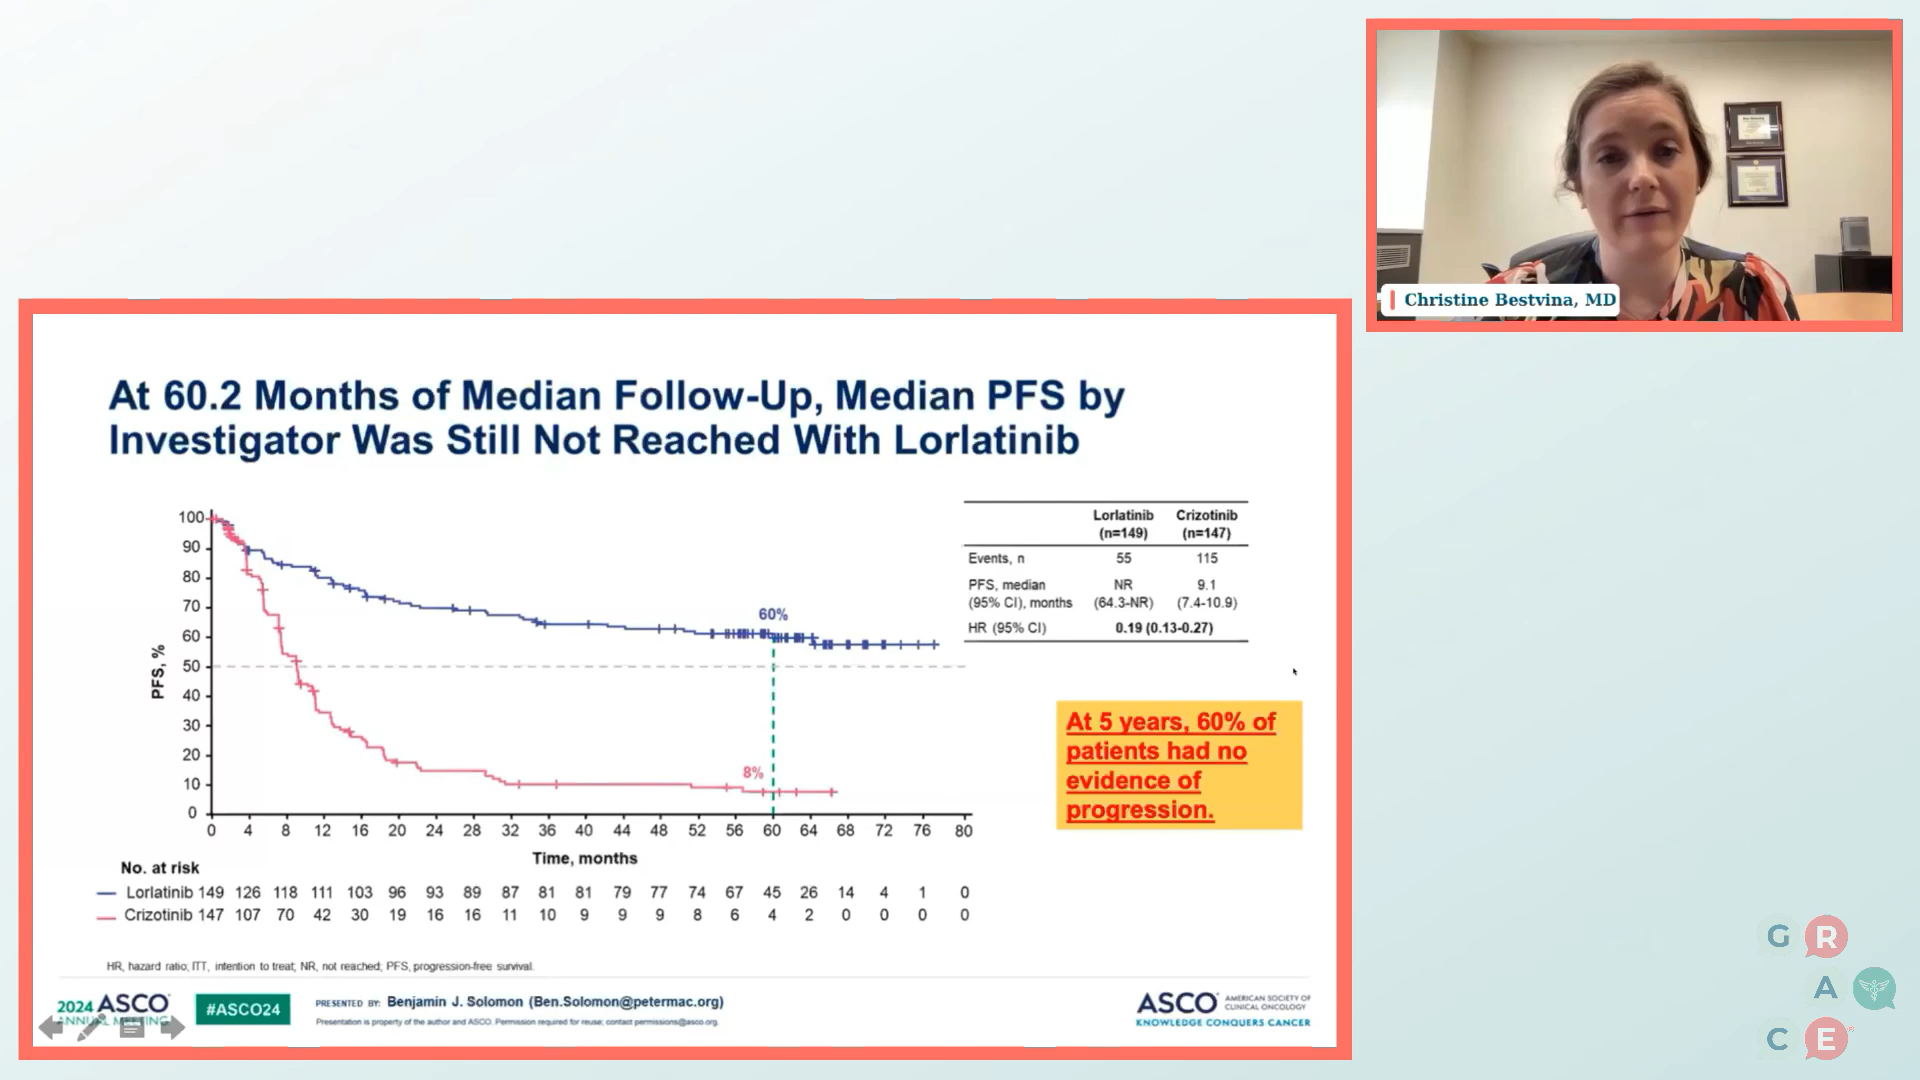 Christine Bestvina, MD
At 60.2 Months of Median Follow-Up, Median PFS by
Investigator Was Still Not Reached With Lorlatinib
100
90
80
70
60
50
40
30
20
10
0
PFS, %
60%
8%
0 4 8 12 16 20 24 28 32 36 40 44 48 52 56 60 64 68 72 76 80
Time, months
No. at risk
Lorlatinib 149 126 118 111 103 96 93 89 87 81 81 79 77 74 67 45 26 14 4 1 0
Crizotinib 147 107 70 42 30 19 16 16 11 10 9 9 9 8 6 4 2 0 0 0 0
Lorlatinib Crizotinib
(n=149) (n=147)
Events, n 55 115
PFS, median NR 9.1
(95% CI), months (64.3-NR) (7.4-10.9)
HR (95% CI) 0.19 (0.13-0.27)
At 5 years, 60% of
patients had no
evidence of
progression.
HR, hazard ratio; ITT, intention to treat; NR, not reached; PFS, progression-free survival.
2024 ASCO
ANNUAL MEETING
#ASCO24
PRESENTED BY: Benjamin J. Solomon (Ben.Solomon@petermac.org)
Presentation is property of the author and ASCO. Permission required for reuse; contact permissions@asco.org.
ASCO AMERICAN SOCIETY OF
CLINICAL ONCOLOGY
KNOWLEDGE CONQUERS CANCER
G R
A
C E